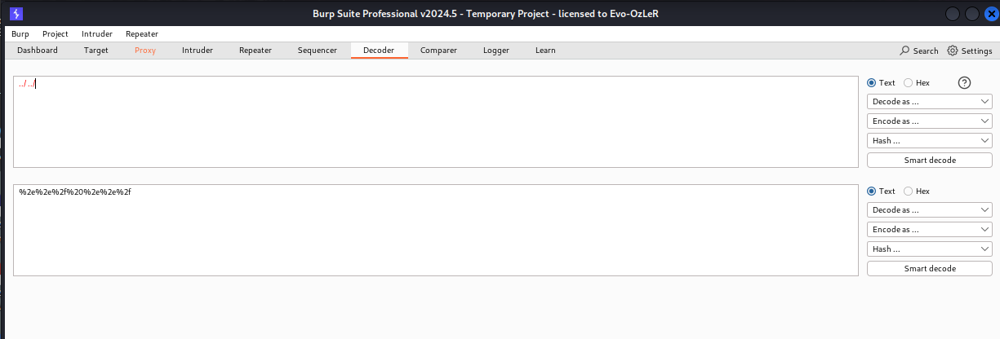 Burp Suite Professional v2024.5 - Temporary Project - licensed to Evo-OzLeR
Burp Project Intruder Repeater
Dashboard Target Proxy Intruder Repeater Sequencer Decoder Comparer Logger Learn Search Settings
../ ../
Text Hex ?
Decode as ...
Encode as ...
Hash ...
Smart decode
%2e%2e%2f%20%2e%2e%2f
Text Hex
Decode as ...
Encode as ...
Hash ...
Smart decode